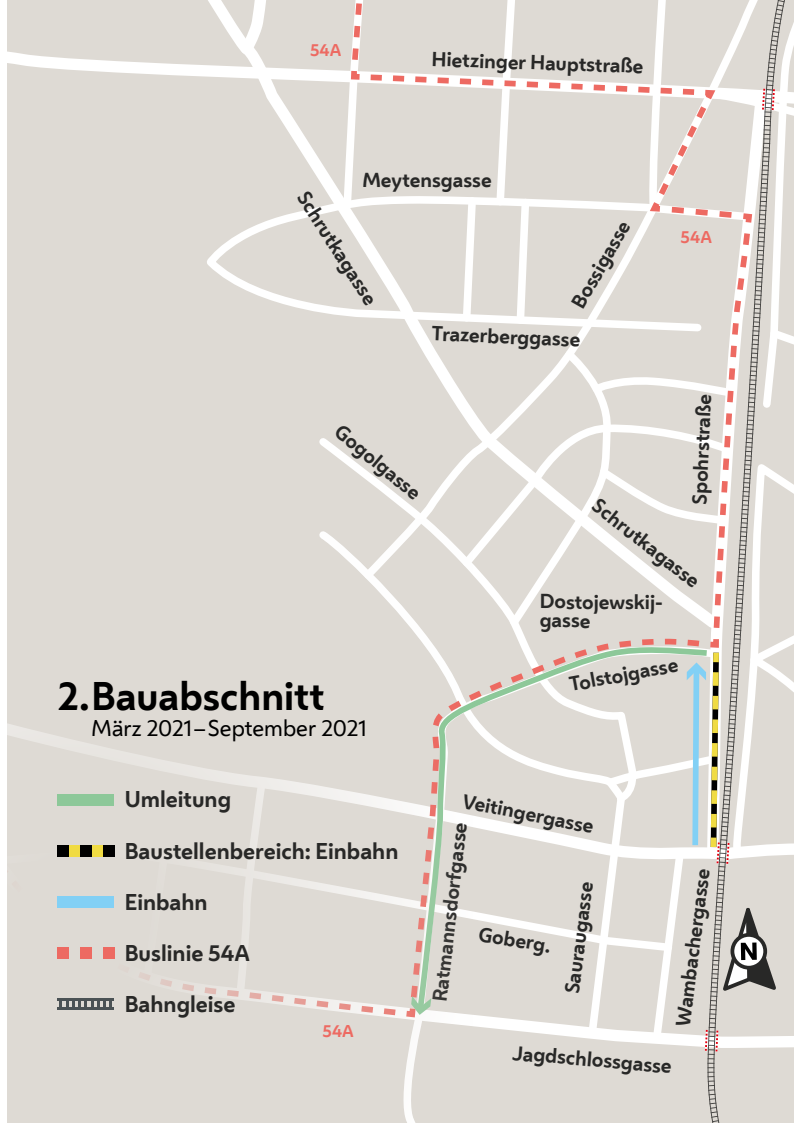 54A
Hietzinger Hauptstraße
Meytensgasse
Schrutkagasse
54A
Bossigasse
Trazerberggasse
Spohrstraße
Gogolgasse
Schrutkagasse
Dostojewskij-
gasse
Tolstojgasse
2. Bauabschnitt
März 2021–September 2021
Umleitung
Veitingergasse
Baustellenbereich: Einbahn
Ratmannsdorfgasse
Wambachergasse
Einbahn
Sauraugasse
Goberg.
Buslinie 54A
N
Bahngleise
54A
Jagdschlossgasse